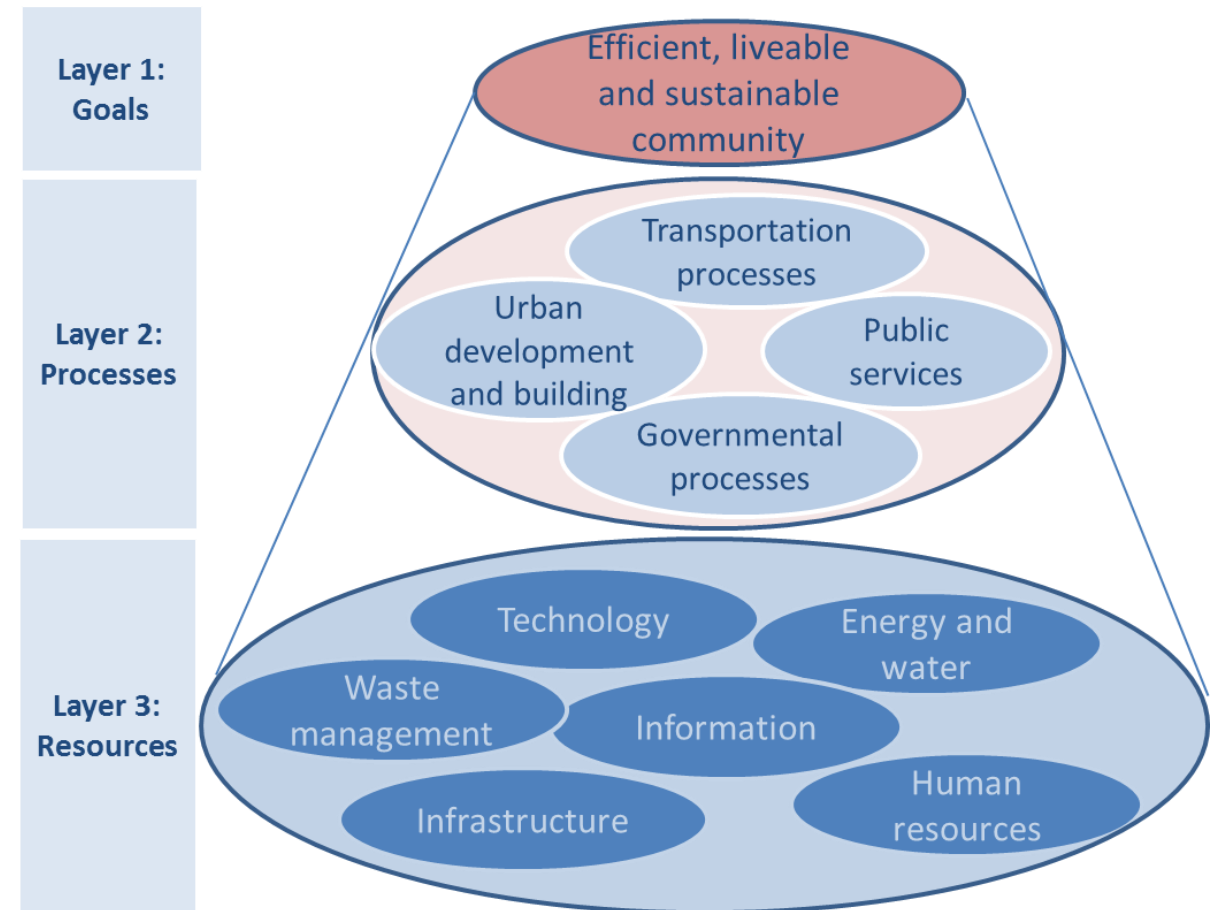 Layer 1:
Goals
Efficient, liveable
and sustainable
community
Layer 2:
Processes
Transportation
processes
Urban
development
and building
Public
services
Governmental
processes
Layer 3:
Resources
Technology
Energy and
water
Waste
management
Information
Infrastructure
Human
resources